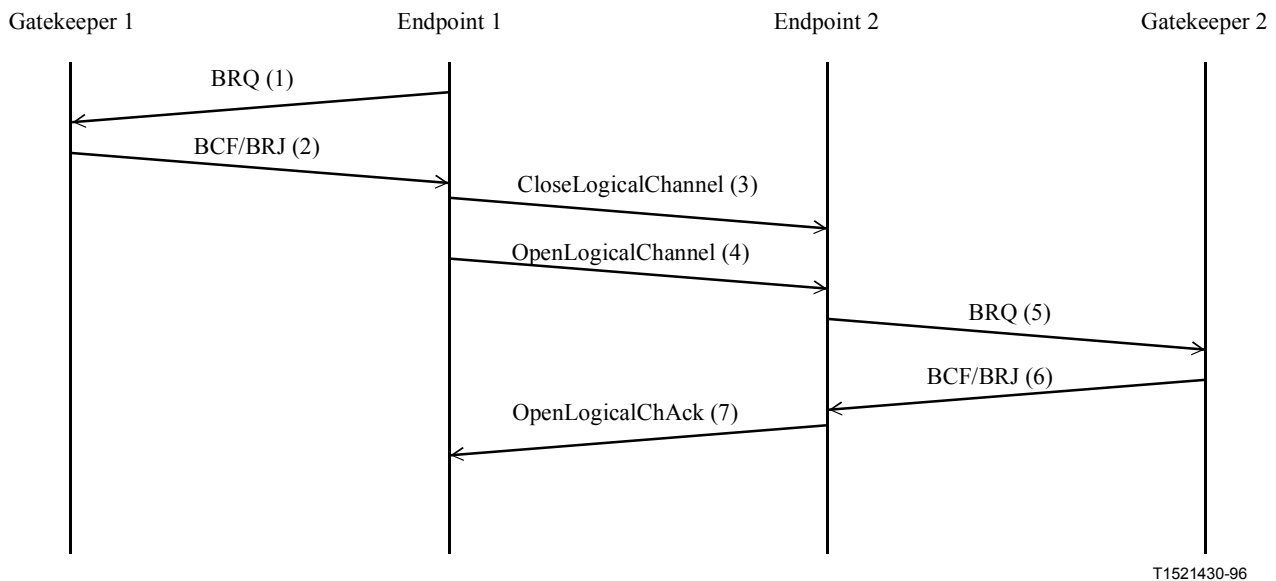 Gatekeeper 1
Endpoint 1
Endpoint 2
Gatekeeper 2
BRQ (1)
BCF/BRJ (2)
CloseLogicalChannel (3)
OpenLogicalChannel (4)
BRQ (5)
BCF/BRJ (6)
OpenLogicalChAck (7)
T1521430-96